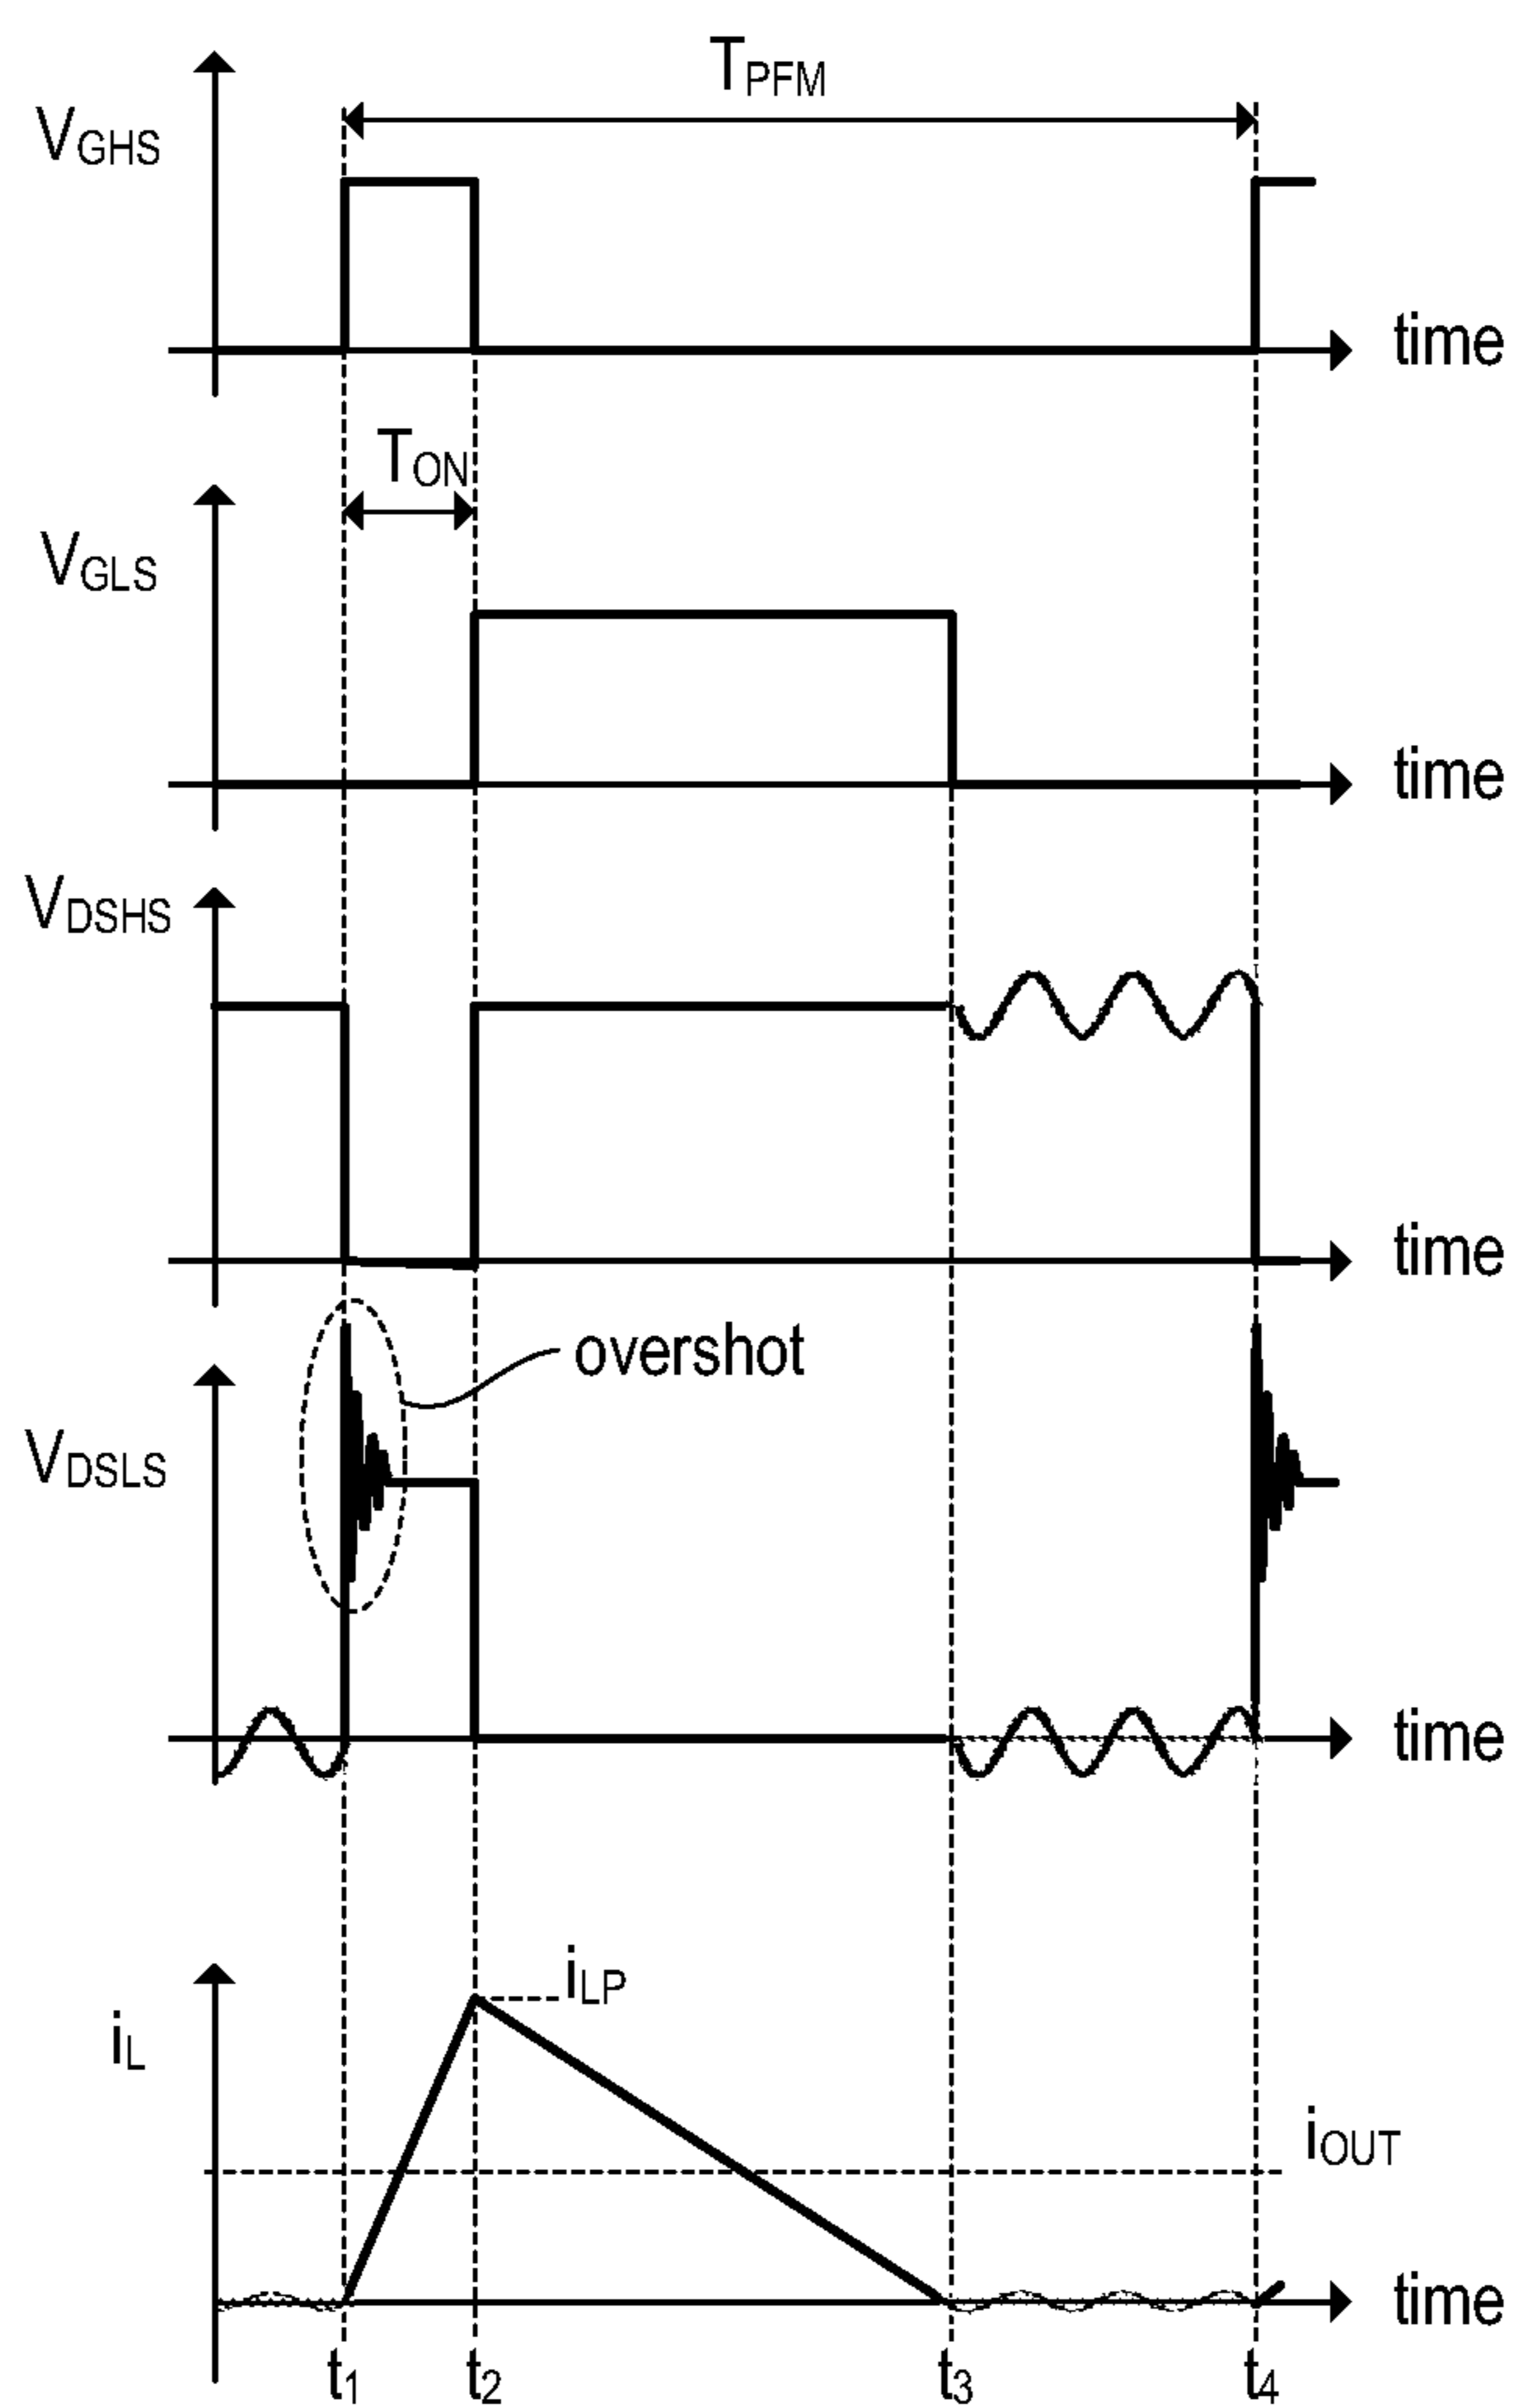 TPFM
VGHS
time
TON
VGLS
time
VDSHS
time
overshot
VDSLS
time
iLP
iL
iOUT
time
t1 t2 t3 t4